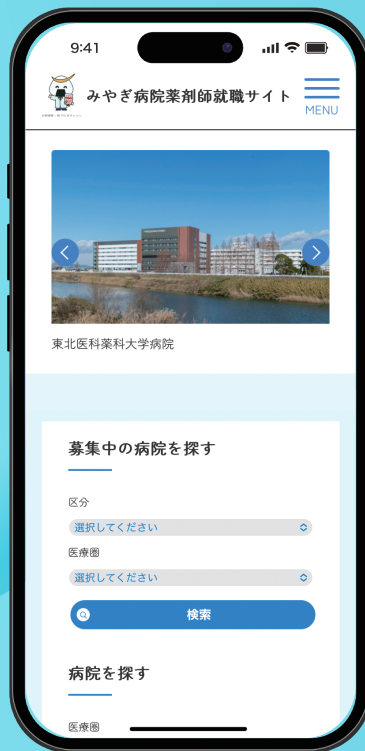 9:41
みやぎ病院薬剤師就職サイト
MENU
東北医科薬科大学病院
募集中の病院を探す
区分
選択してください
医療圏
選択してください
検索
病院を探す
医療圏